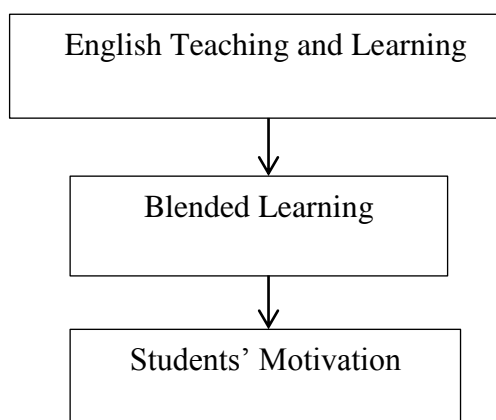 English Teaching and Learning
Blended Learning
Students’ Motivation